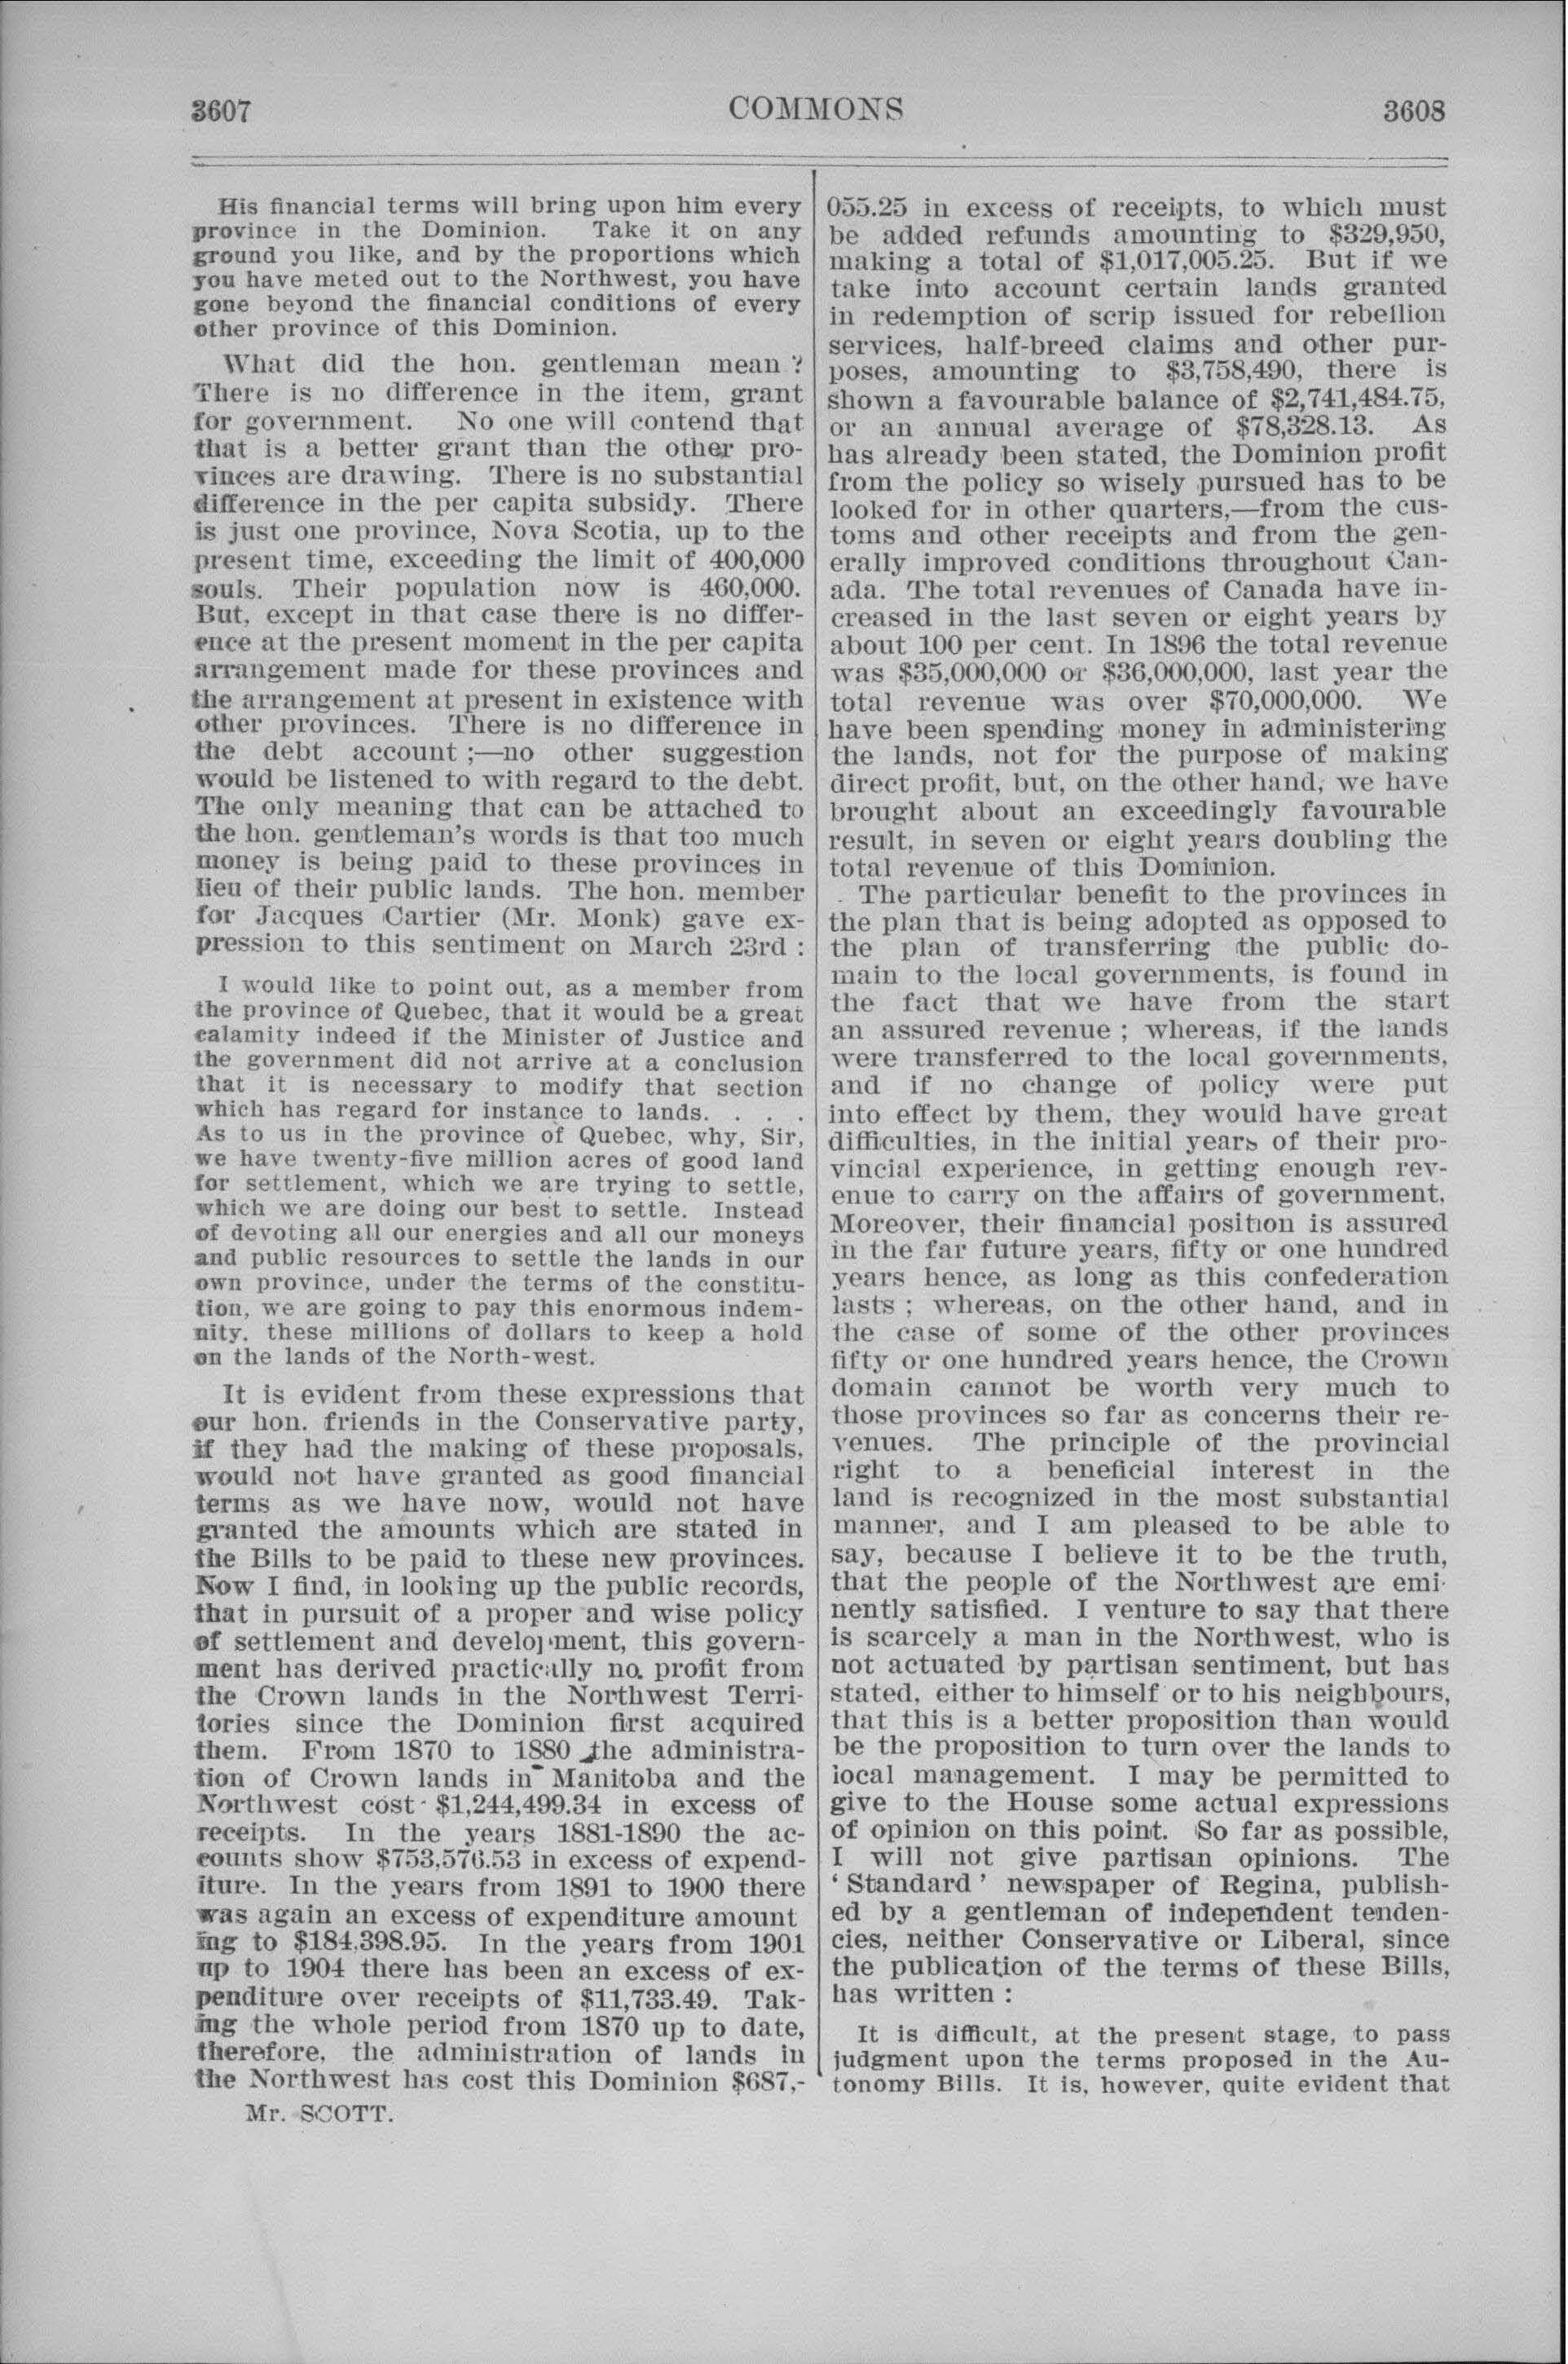 3607
COMMONS
3608
His financial terms will bring upon him every
province in the Dominion. Take it on any
ground you like, and by the proportions which
you have meted out to the Northwest, you have
gone beyond the financial conditions of every
other province of this Dominion.
What did the hon. gentleman mean ?
There is no difference in the item, grant
for government. No one will contend that
that is a better grant than the other pro-
vinces are drawing. There is no substantial
difference in the per capita subsidy. There
is just one province, Nova Scotia, up to the
present time, exceeding the limit of 400,000
souls. Their population now is 460,000.
But, except in that case there is no differ-
ence at the present moment in the per capita
arrangement made for these provinces and
the arrangement at present in existence with
other provinces. There is no difference in
the debt account ;—no other suggestion
would be listened to with regard to the debt.
The only meaning that can be attached to
the hon. gentleman's words is that too much
money is being paid to these provinces in
lieu of their public lands. The hon. member
for Jacques Cartier (Mr. Monk) gave ex-
pression to this sentiment on March 23rd :
I would like to point out, as a member from
the province of Quebec, that it would be a great
calamity indeed if the Minister of Justice and
the government did not arrive at a conclusion
that it is necessary to modify that section
which has regard for instance to lands. . . .
As to us in the province of Quebec, why, Sir,
we have twenty-five million acres of good land
for settlement, which we are trying to settle,
which we are doing our best to settle. Instead
of devoting all our energies and all our moneys
and public resources to settle the lands in our
own province, under the terms of the constitu-
tion, we are going to pay this enormous indem-
nity. these millions of dollars to keep a hold
on the lands of the North-west.
It is evident from these expressions that
our hon. friends in the Conservative party,
if they had the making of these proposals,
would not have granted as good financial
terms as we have now, would not have
granted the amounts which are stated in
the Bills to be paid to these new provinces.
Now I find, in looking up the public records,
that in pursuit of a proper and wise policy
of settlement and development, this govern-
ment has derived practically no profit from
the Crown lands in the Northwest Terri-
tories since the Dominion first acquired
them. From 1870 to 1880 the administra-
tion of Crown lands in Manitoba and the
Northwest cost $1,244,499.34 in excess of
receipts. In the years 1881-1890 the ac-
counts show $753,576.53 in excess of expend-
iture. In the years from 1891 to 1900 there
was again an excess of expenditure amount
ing to $184,398.95. In the years from 1901
up to 1904 there has been an excess of ex-
penditure over receipts of $11,733.49. Tak-
ing the whole period from 1870 up to date,
therefore, the administration of lands in
the Northwest has cost this Dominion $687,-
Mr. SCOTT.
055.25 in excess of receipts, to which must
be added refunds amounting to $329,950,
making a total of $1,017,005.25. But if we
take into account certain lands granted
in redemption of scrip issued for rebellion
services, half-breed claims and other pur-
poses, amounting to $3,758,490, there is
shown a favourable balance of $2,741,484.75,
or an annual average of $78,328.13. As
has already been stated, the Dominion profit
from the policy so wisely pursued has to be
looked for in other quarters,—from the cus-
toms and other receipts and from the gen-
erally improved conditions throughout Can-
ada. The total revenues of Canada have in-
creased in the last seven or eight years by
about 100 per cent. In 1896 the total revenue
was $35,000,000 or $36,000,000, last year the
total revenue was over $70,000,000. We
have been spending money in administering
the lands, not for the purpose of making
direct profit, but, on the other hand, we have
brought about an exceedingly favourable
result, in seven or eight years doubling the
total revenue of this Dominion.
The particular benefit to the provinces in
the plan that is being adopted as opposed to
the plan of transferring the public do-
main to the local governments, is found in
the fact that we have from the start
an assured revenue ; whereas, if the lands
were transferred to the local governments,
and if no change of policy were put
into effect by them, they would have great
difficulties, in the initial years of their pro-
vincial experience, in getting enough rev-
enue to carry on the affairs of government.
Moreover, their financial position is assured
in the far future years, fifty or one hundred
years hence, as long as this confederation
lasts ; whereas, on the other hand, and in
the case of some of the other provinces
fifty or one hundred years hence, the Crown
domain cannot be worth very much to
those provinces so far as concerns their re-
venues. The principle of the provincial
right to a beneficial interest in the
land is recognized in the most substantial
manner, and I am pleased to be able to
say, because I believe it to be the truth,
that the people of the Northwest are emi-
nently satisfied. I venture to say that there
is scarcely a man in the Northwest, who is
not actuated by partisan sentiment, but has
stated, either to himself or to his neighbours,
that this is a better proposition than would
be the proposition to turn over the lands to
local management. I may be permitted to
give to the House some actual expressions
of opinion on this point. So far as possible,
I will not give partisan opinions. The
' Standard ' newspaper of Regina, publish-
ed by a gentleman of independent tenden-
cies, neither Conservative or Liberal, since
the publication of the terms of these Bills,
has written :
It is difficult, at the present stage, to pass
judgment upon the terms proposed in the Au-
tonomy Bills. It is, however, quite evident that